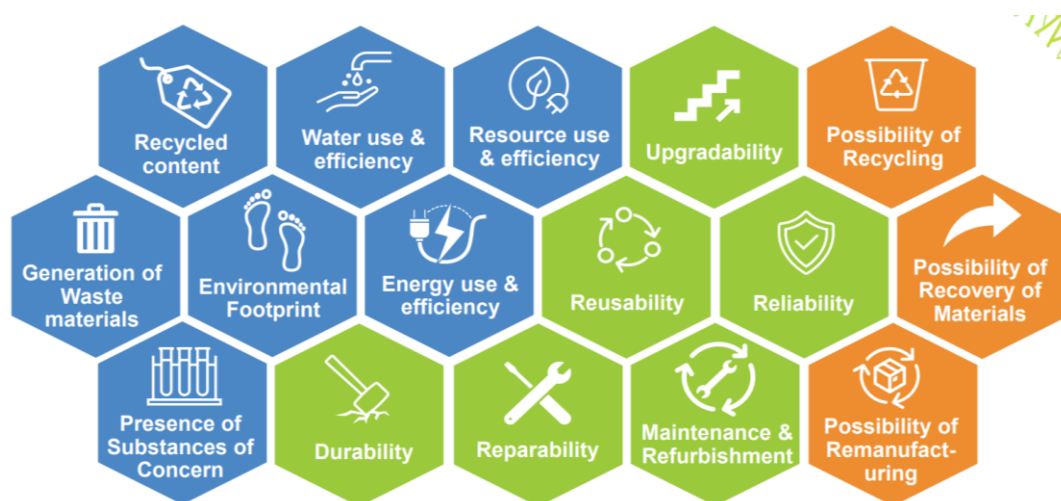 Recycled
content
Water use &
efficiency
Resource use
& efficiency
Upgradability
Possibility of
Recycling
Generation of
Waste
materials
Environmental
Footprint
Energy use &
efficiency
Reusability
Reliability
Possibility of
Recovery of
Materials
Presence of
Substances of
Concern
Durability
Reparability
Maintenance &
Refurbishment
Possibility of
Remanufact-
uring